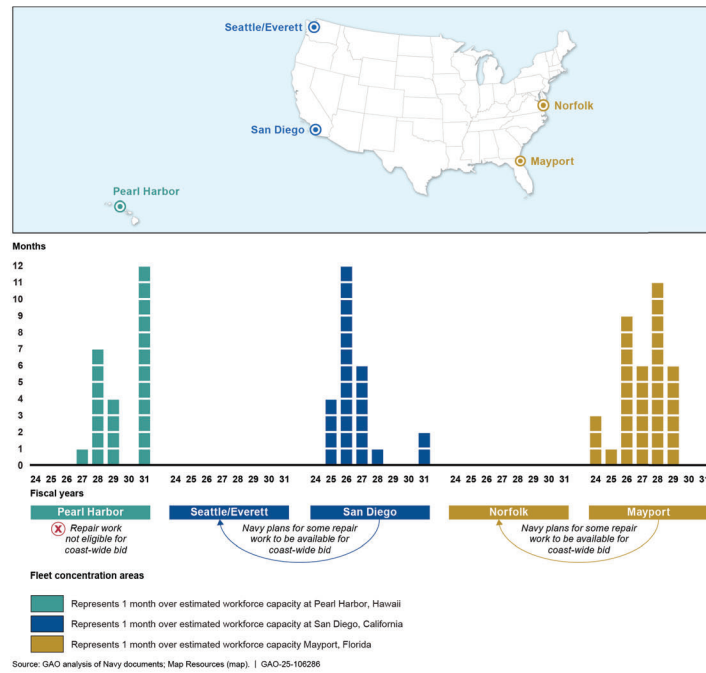 Seattle/Everett
Norfolk
San Diego
Mayport
Pearl Harbor
Months
12
11
10
9
8
7
6
5
4
3
2
1
0
24 25 26 27 28 29 30 31 24 25 26 27 28 29 30 31 24 25 26 27 28 29 30 31 24 25 26 27 28 29 30 31 24 25 26 27 28 29 30 31
Fiscal years
Pearl Harbor Seattle/Everett San Diego Norfolk Mayport
Repair work
not eligible for
coast-wide bid
Navy plans for some repair
work to be available for
coast-wide bid
Navy plans for some repair
work to be available for
coast-wide bid
Fleet concentration areas
Represents 1 month over estimated workforce capacity at Pearl Harbor, Hawaii
Represents 1 month over estimated workforce capacity at San Diego, California
Represents 1 month over estimated workforce capacity Mayport, Florida
Source: GAO analysis of Navy documents; Map Resources (map). | GAO-25-106286